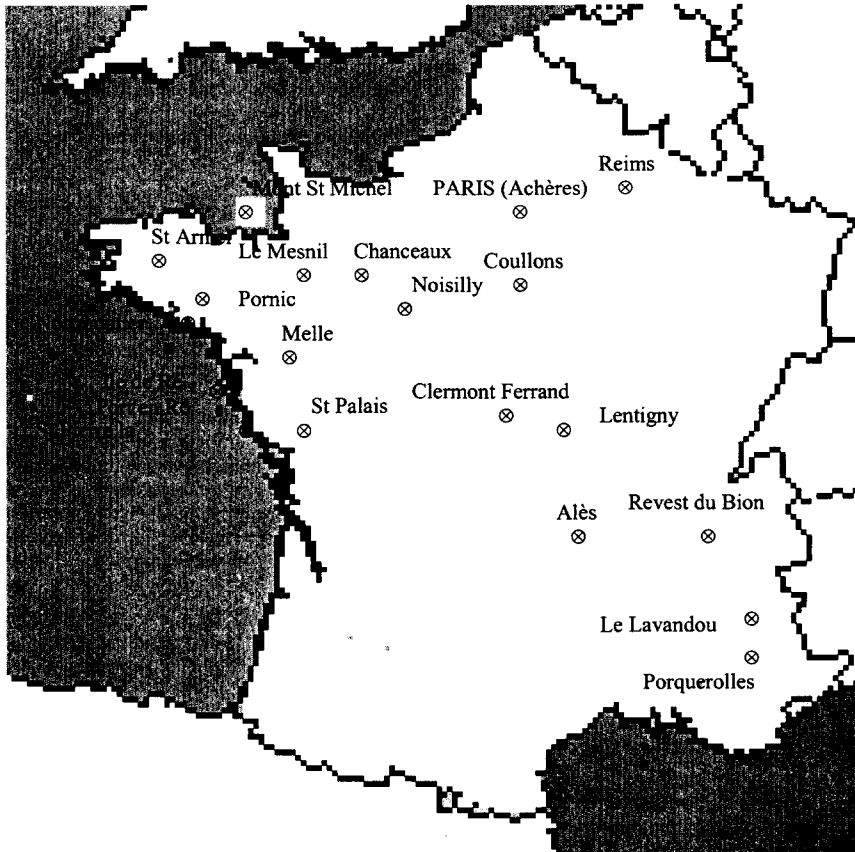 Reims
Mont St Michel
PARIS (Achères)
St Armel
Le Mesnil
Chanceaux
Coullons
Noisilly
Pornic
Melle
Clermont Ferrand
St Palais
Lentigny
Revest du Bion
Alès
Le Lavandou
Porquerolles